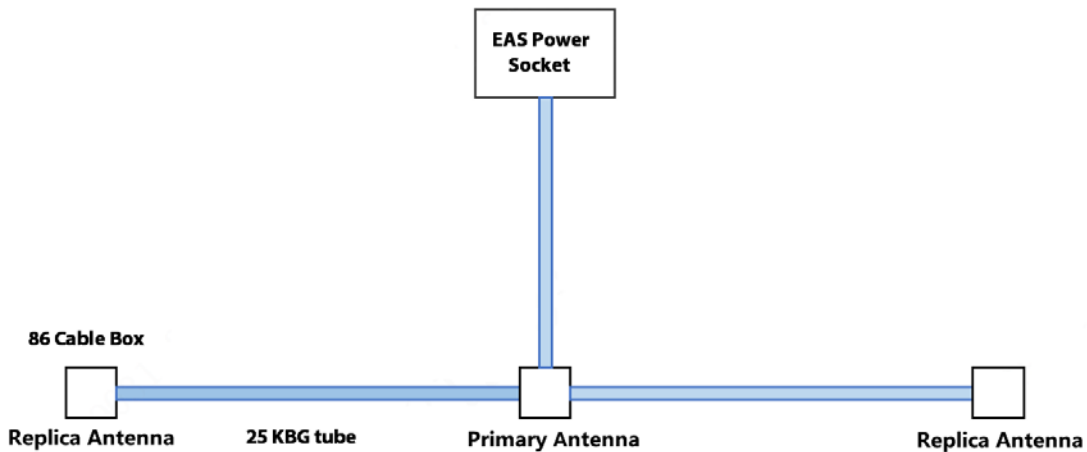 EAS Power
Socket
86 Cable Box
Replica Antenna
25 KBG tube
Primary Antenna
Replica Antenna